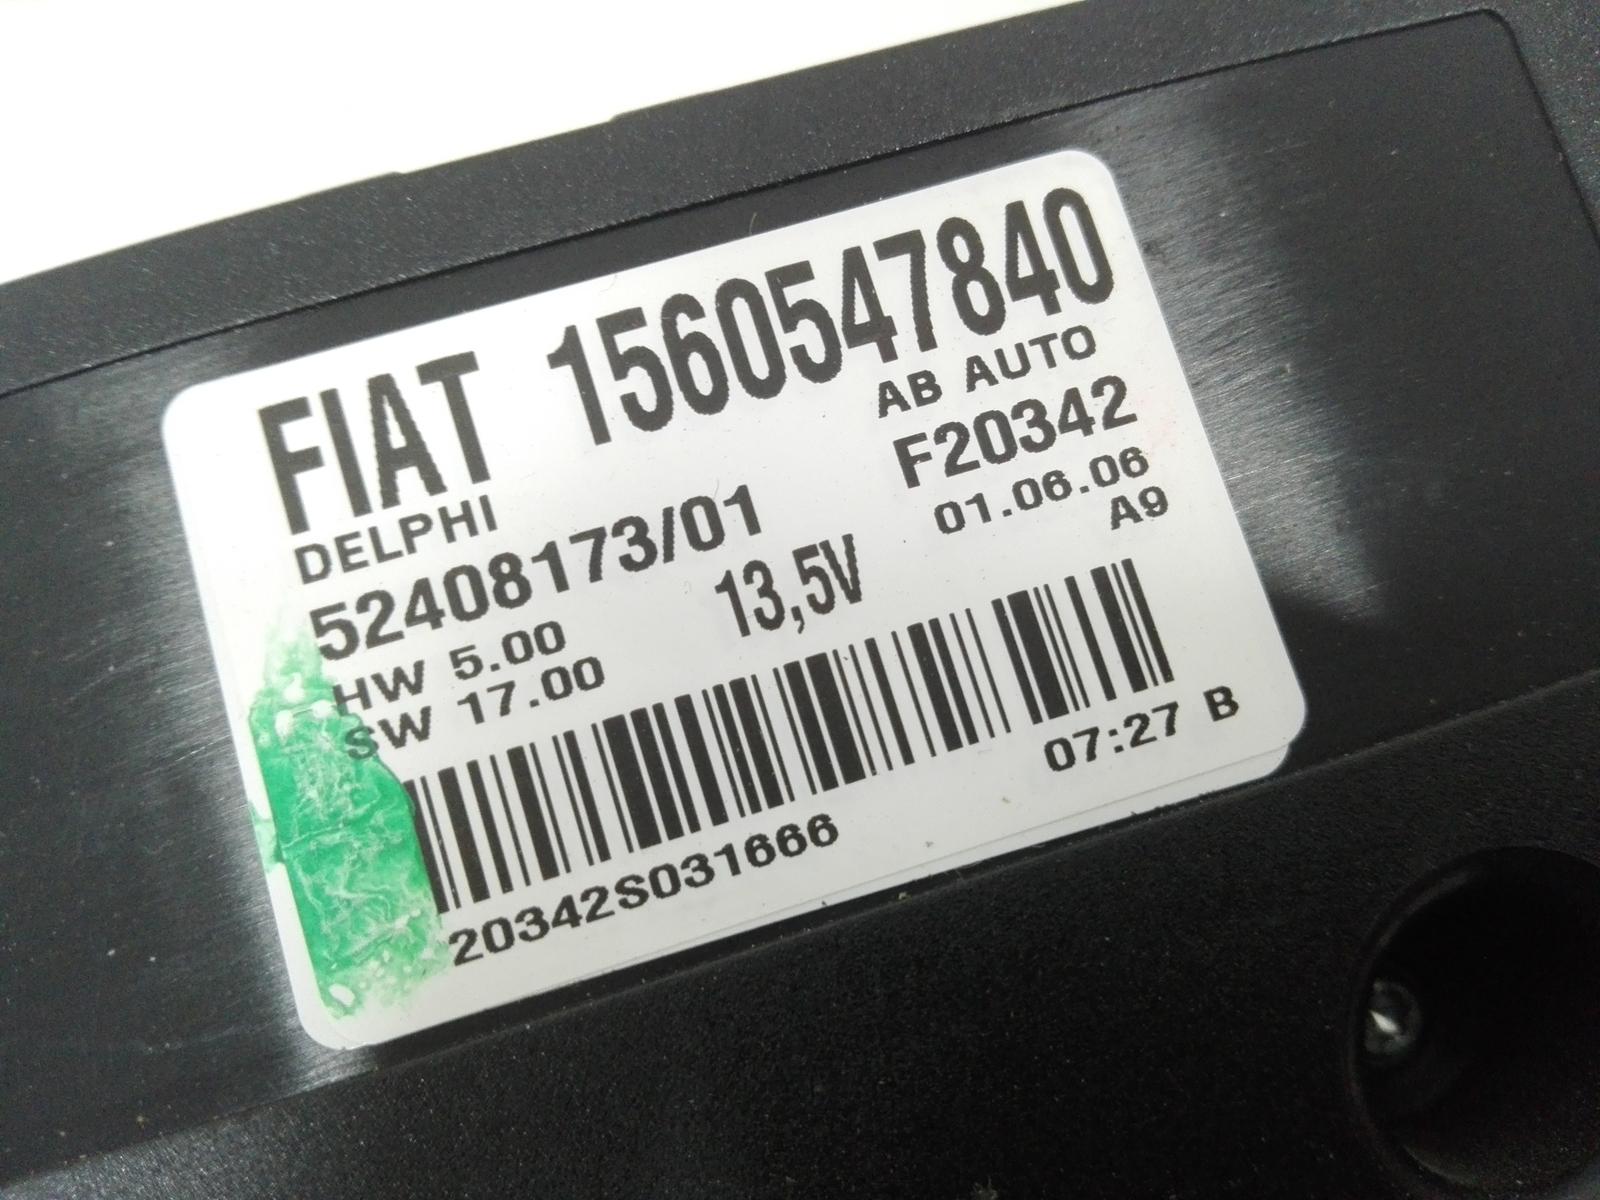 FIAT 1560547840
AB AUTO
DELPHI
F20342
52408173/01
01.06.06
HW 5.00
13,5V
A9
SW 17.00
07:27 B
20342S031666